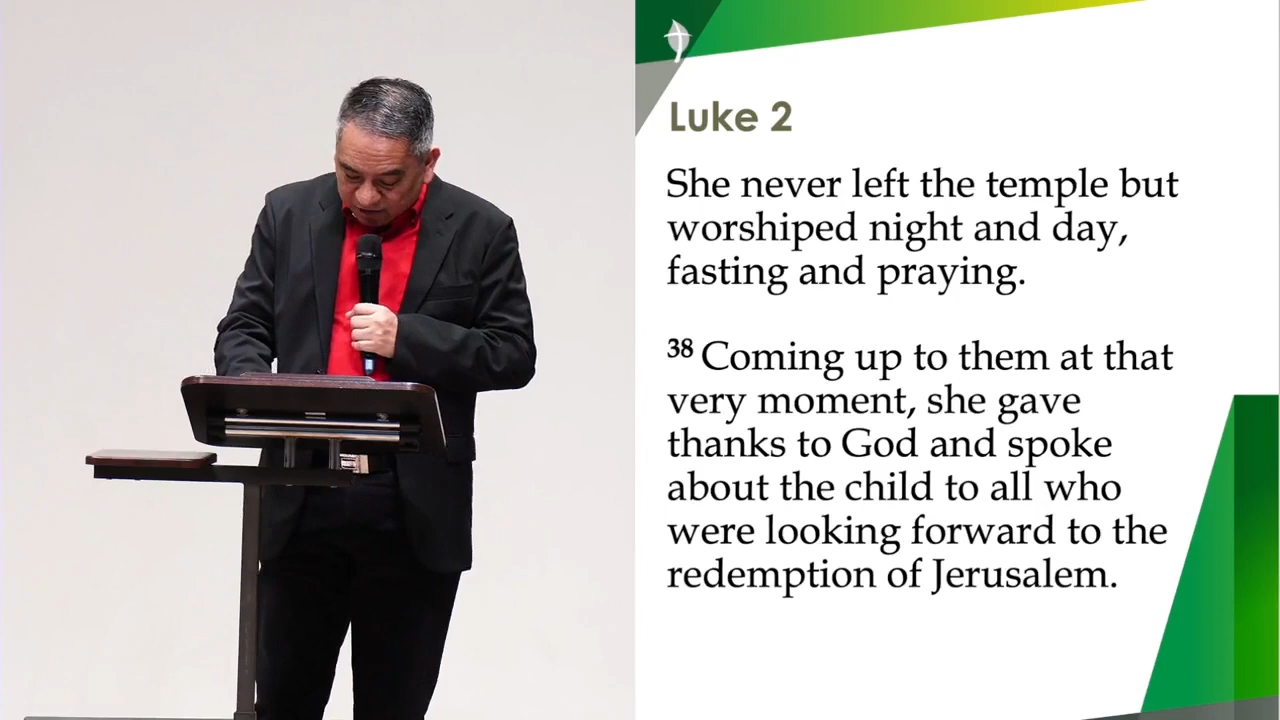 Luke 2
She never left the temple but
worshiped night and day,
fasting and praying.
38 Coming up to them at that
very moment, she gave
thanks to God and spoke
about the child to all who
were looking forward to the
redemption of Jerusalem.